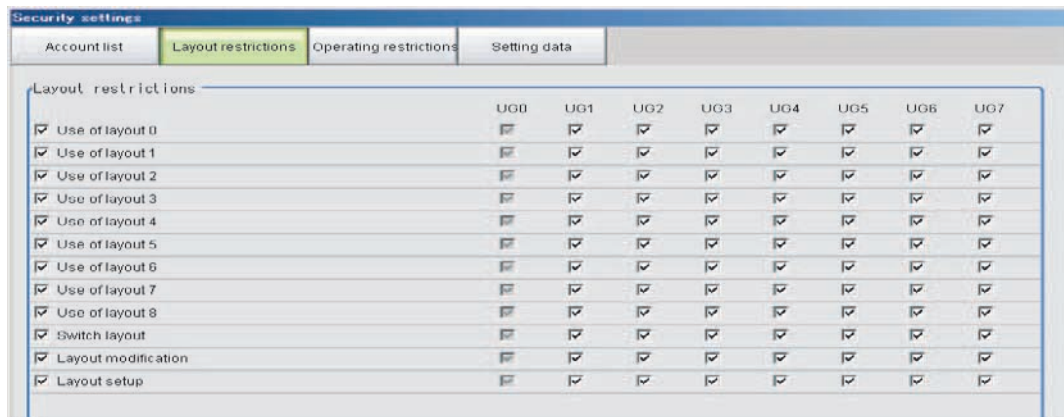 Security settings
Account list Layout restrictions Operating restrictions Setting data
Layout restrictions
UG0 UG1 UG2 UG3 UG4 UG5 UG6 UG7
Use of layout 0
Use of layout 1
Use of layout 2
Use of layout 3
Use of layout 4
Use of layout 5
Use of layout 6
Use of layout 7
Use of layout 8
Switch layout
Layout modification
Layout setup